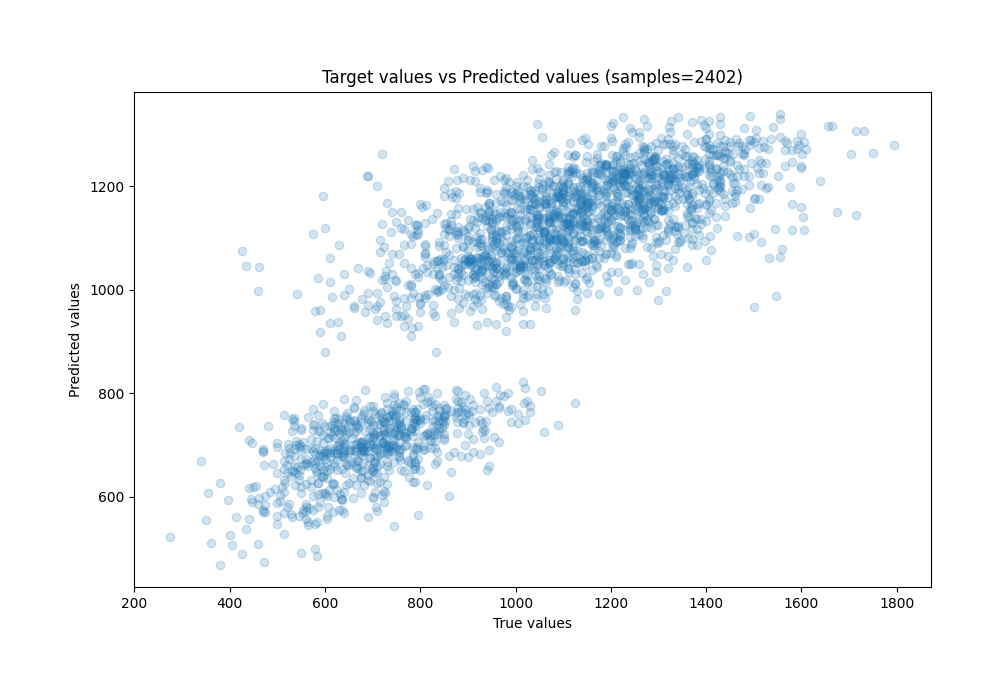 Target values vs Predicted values (samples=2402)
1200
1000
800
600
Predicted values
200 400 600 800 1000 1200 1400 1600 1800
True values